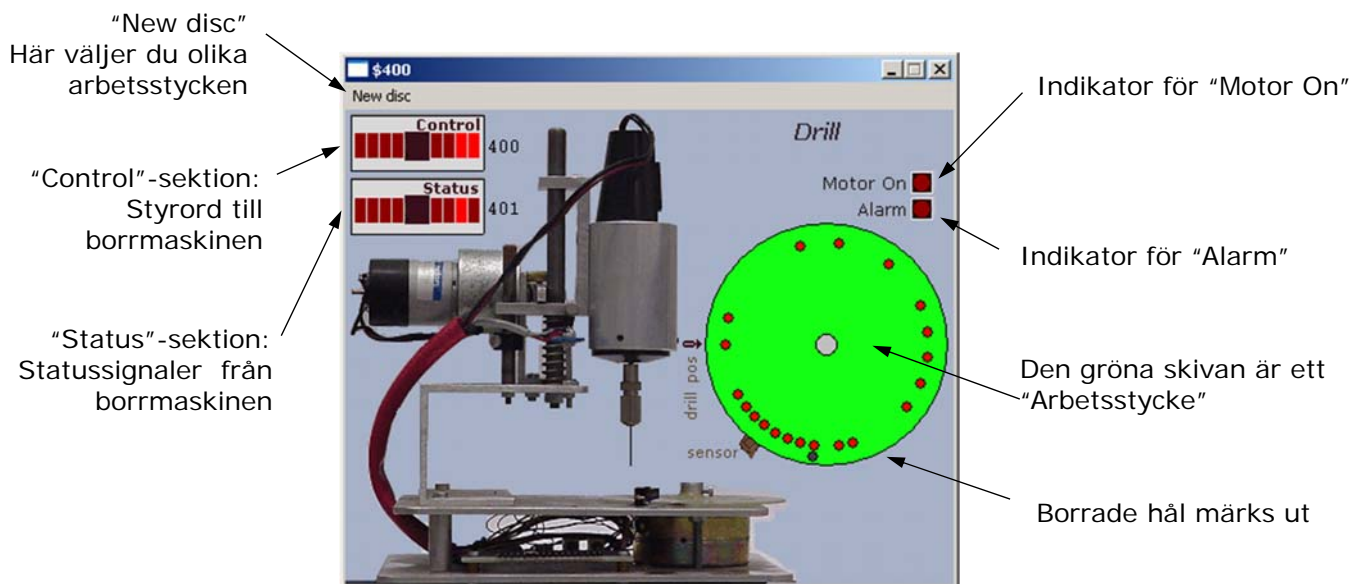 “New disc”
Här väljer du olika
arbetsstycken
“Control”-sektion:
Styrord till
borrmaskinen
“Status”-sektion:
Statussignaler från
borrmaskinen
$400
New disc
Control
400
Status
401
Drill
Motor On
Alarm
drill pos
sensor
Indikator för “Motor On”
Indikator för “Alarm”
Den gröna skivan är ett
“Arbetsstycke”
Borrade hål märks ut